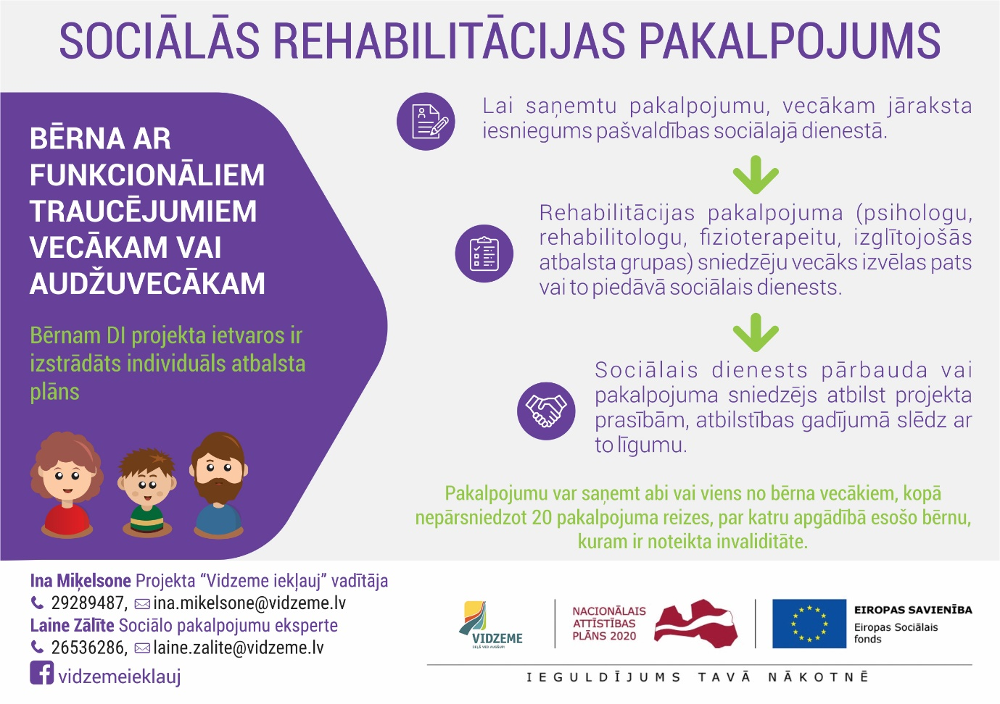 SOCIĀLĀS REHABILITĀCIJAS PAKALPOJUMS
BĒRNA AR
FUNKCIONĀLIEM
TRAUCĒJUMIEM
VECĀKAM VAI
AUDŽUVECĀKAM
Bērnam DI projekta ietvaros ir
izstrādāts individuāls atbalsta
plāns
Lai saņemtu pakalpojumu, vecākam jāraksta
iesniegums pašvaldības sociālajā dienestā.
Rehabilitācijas pakalpojuma (psihologu,
rehabilitologu, fizioterapeitu, izglītojošās
atbalsta grupas) sniedzēju vecāks izvēlas pats
vai to piedāvā sociālais dienests.
Sociālais dienests pārbauda vai
pakalpojuma sniedzējs atbilst projekta
prasībām, atbilstības gadījumā slēdz ar
to līgumu.
Pakalpojumu var saņemt abi vai viens no bērna vecākiem, kopā
nepārsniedzot 20 pakalpojuma reizes, par katru apgādībā esošo bērnu,
kuram ir noteikta invaliditāte.
Ina Miķelsone Projekta “Vidzeme iekļauj” vadītāja
29289487, ina.mikelsone@vidzeme.lv
Laine Zālīte Sociālo pakalpojumu eksperte
26536286, laine.zalite@vidzeme.lv
vidzemeieklauj
VIDZEME
CEĻŠ VED AUGŠUP!
NACIONĀLAIS
ATTĪSTĪBAS
PLĀNS 2020
EIROPAS SAVIENĪBA
Eiropas Sociālais
fonds
IEGULDĪJUMS TAVĀ NĀKOTNĒ